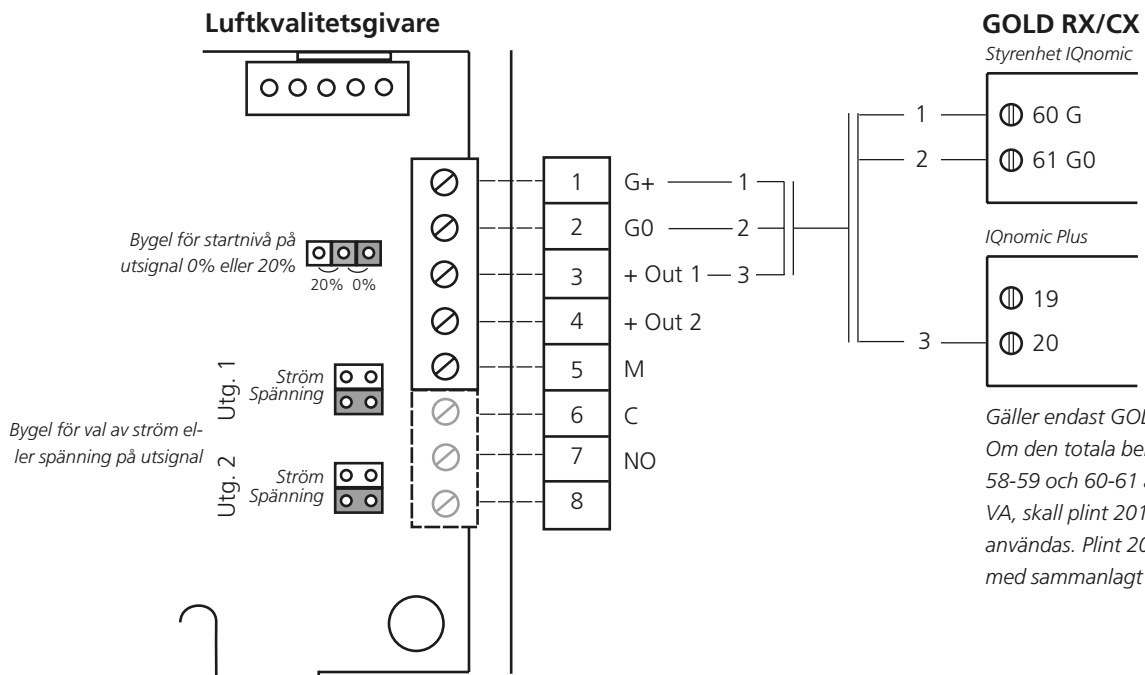 Luftkvalitetsgivare
GOLD RX/CX
Styrenhet IQnomic
1
60 G
2
61 G0
IQnomic Plus
19
3
20
1 G+ 1
2 G0 2
3 + Out 1 3
4 + Out 2
5 M
6 C
7 NO
8
Bygel för startnivå på
utsignal 0% eller 20%
20% 0%
Utg. 1
Ström
Spänning
Bygel för val av ström el-
ler spänning på utsignal
Utg. 2
Ström
Spänning
Gäller endast
Om den totala
58-59 och 60-61
VA, skall plint 201
användas. Plint
med sammanlagt